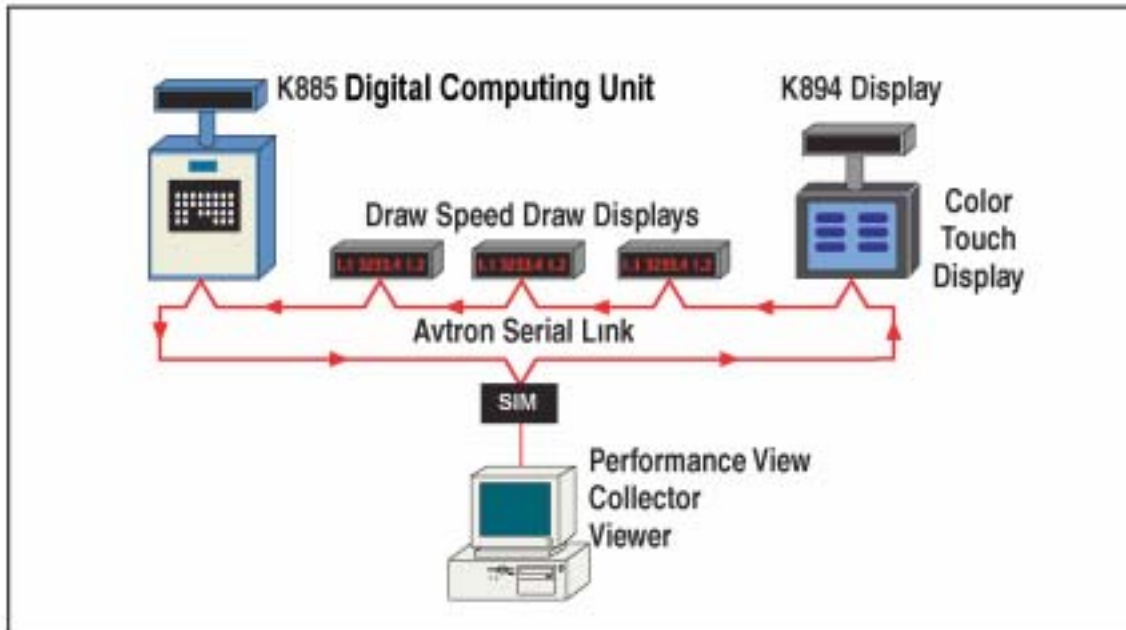 K885 Digital Computing Unit
K894 Display
Draw Speed Draw Displays
Color
Touch
Display
Avtron Serial Link
SIM
Performance View
Collector
Viewer